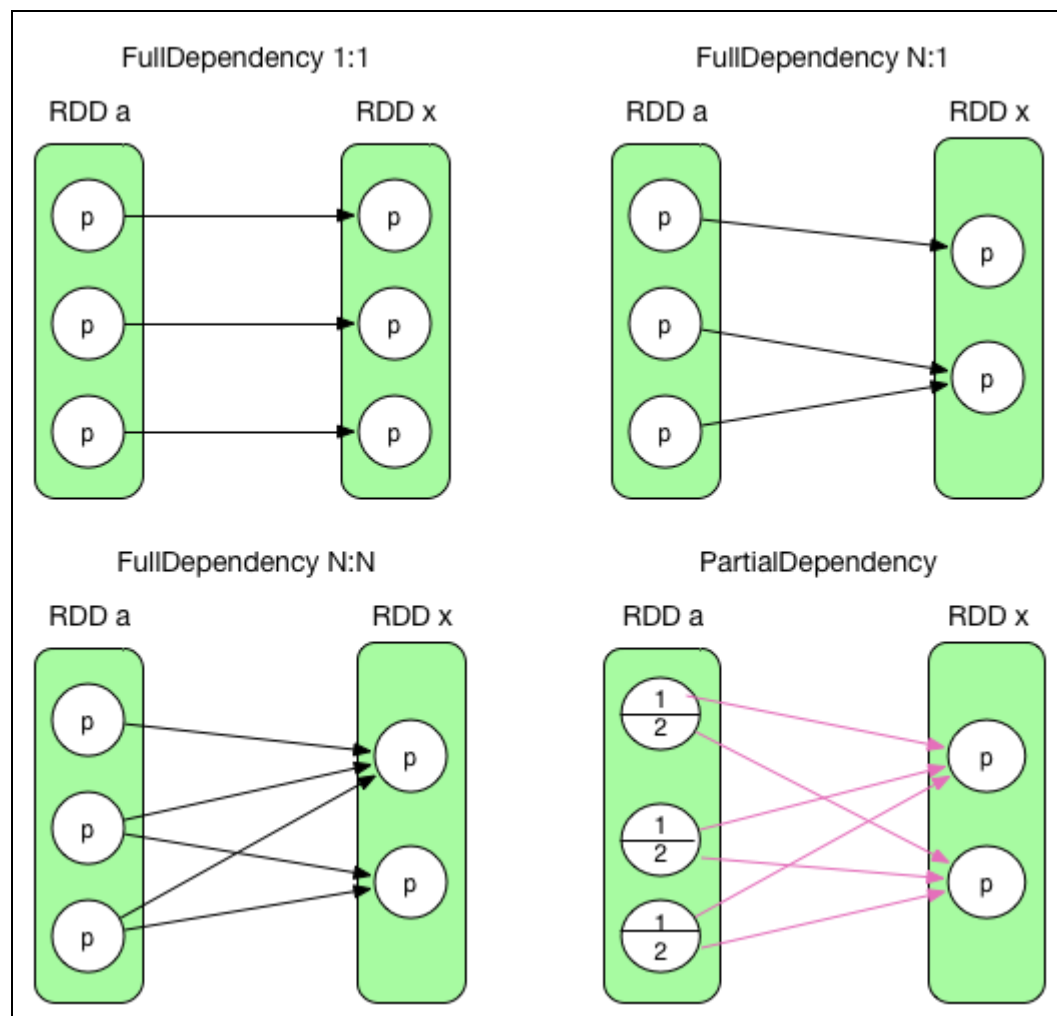 FullDependency 1:1
RDD a
RDD x
p
p
p
p
p
p
FullDependency N:1
RDD a
RDD x
p
p
p
p
p
FullDependency N:N
RDD a
RDD x
p
p
p
p
p
PartialDependency
RDD a
RDD x
1
2
p
1
2
p
1
2